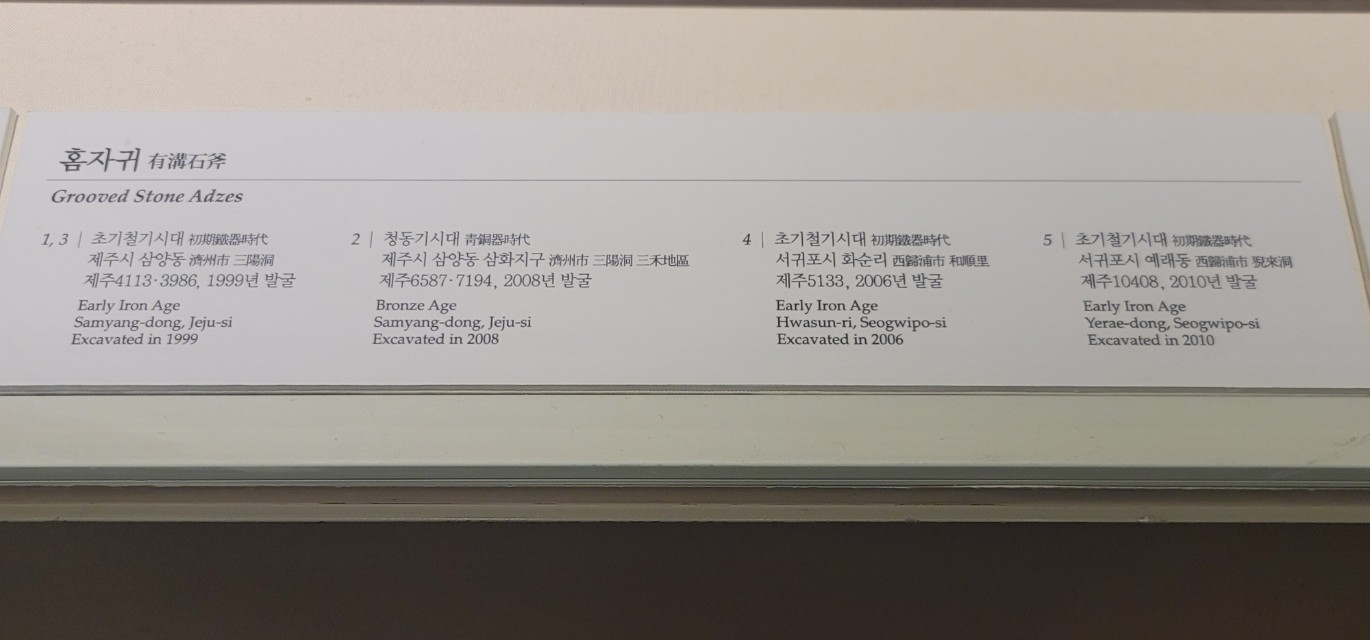 홈자귀 有溝石斧
Grooved Stone Adzes
1, 3 | 초기철기시대 初期鐵器時代
제주시 삼양동 濟州市 三陽洞
제주4113·3986, 1999년 발굴
Early Iron Age
Samyang-dong, Jeju-si
Excavated in 1999
2 | 청동기시대 靑銅器時代
제주시 삼양동 삼화지구 濟州市 三陽洞 三禾地區
제주6587·7194, 2008년 발굴
Bronze Age
Samyang-dong, Jeju-si
Excavated in 2008
4 | 초기철기시대 初期鐵器時代
서귀포시 화순리 西歸浦市 和順里
제주5133, 2006년 발굴
Early Iron Age
Hwasun-ri, Seogwipo-si
Excavated in 2006
5 | 초기철기시대 初期鐵器時代
서귀포시 예래동 西歸浦市 猊來洞
제주10408, 2010년 발굴
Early Iron Age
Yerae-dong, Seogwipo-si
Excavated in 2010